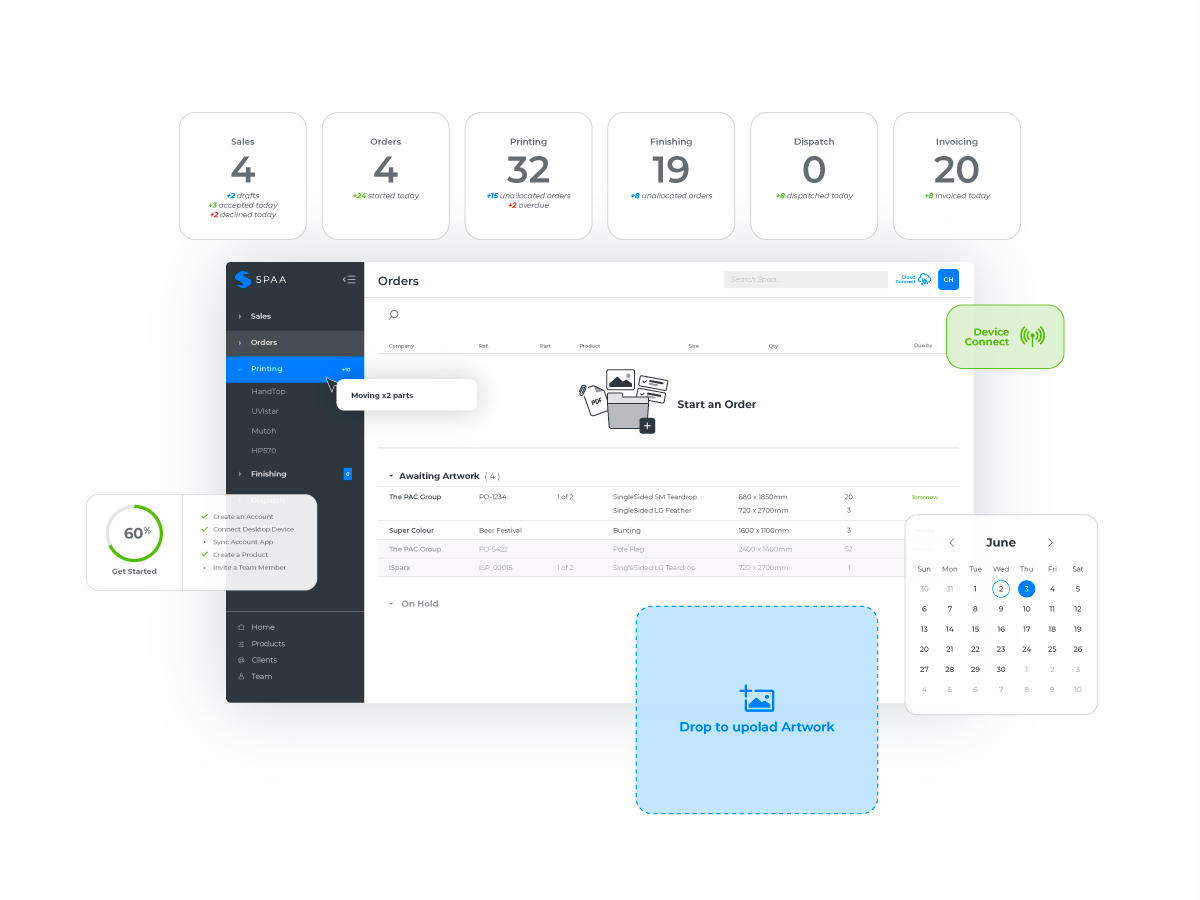 Sales
4
+2 drafts
+3 accepted today
+2 declined today
Orders
4
+24 started today
Printing
32
+15 unallocated orders
+2 overdue
Finishing
19
+8 unallocated orders
Dispatch
0
+8 dispatched today
Invoicing
20
+8 invoiced today
SPAA
Sales
Orders
Printing +10
HandTop
UVIstar
Mutoh
HP570
Finishing
Dispatch
Home
Products
Clients
Team
Moving x2 parts
60%
Get Started
Create an Account
Connect Desktop Device
Sync Account App
Create a Product
Invite a Team Member
Orders
Search Spaa...
Cloud
Connect
CH
Device
Connect
Company Ref. Part Product Size Qty Due by
PDF
Start an Order
Awaiting Artwork (4)
The PAC Group PO-1234 1 of 2 SingleSided SM Teardrop 680 x 1850mm 20 Tomorrow
SingleSided LG Feather 720 x 2700mm 3
Super Colour Beer Festival Bunting 1600 x 1100mm 3
The PAC Group PO-5422 Pole Flag 2400 x 1400mm 52
iSparx ISP_00015 1 of 2 SingleSided LG Teardrop 720 x 2700mm 1
On Hold
Drop to upolad Artwork
June
Sun Mon Tue Wed Thu Fri Sat
30 31 1 2 3 4 5
6 7 8 9 10 11 12
13 14 15 16 17 18 19
20 21 22 23 24 25 26
27 28 29 30 1 2 3
4 5 6 7 8 9 10